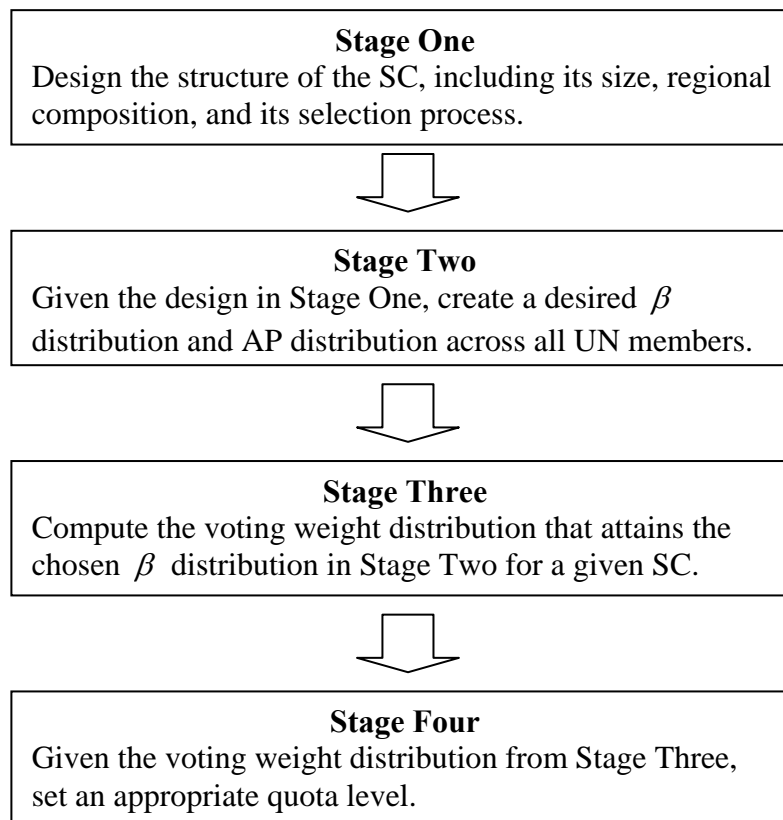 Stage One
Design the structure of the SC, including its size, regional
composition, and its selection process.
Stage Two
Given the design in Stage One, create a desired β
distribution and AP distribution across all UN members.
Stage Three
Compute the voting weight distribution that attains the
chosen β distribution in Stage Two for a given SC.
Stage Four
Given the voting weight distribution from Stage Three,
set an appropriate quota level.